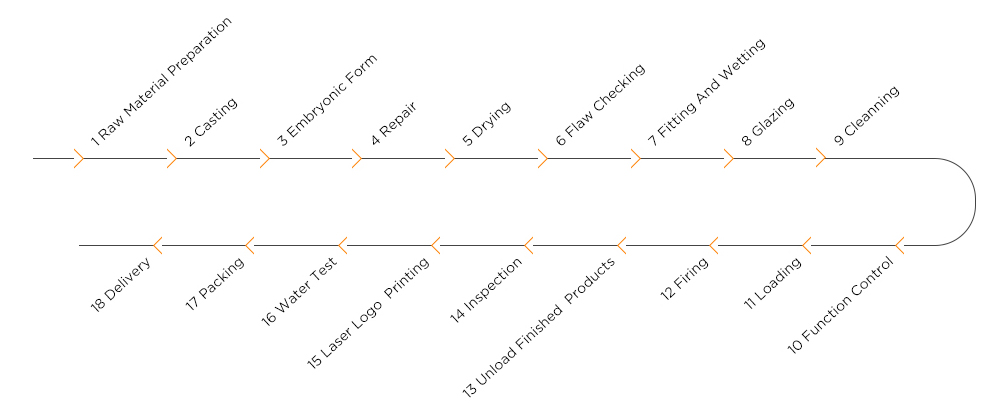 1 Raw Material Preparation
2 Casting
3 Embryonic Form
4 Repair
5 Drying
6 Flaw Checking
7 Fitting And Wetting
8 Glazing
9 Cleanning
10 Function Control
11 Loading
12 Firing
13 Unload Finished  Products
14 Inspection
15 Laser Logo  Printing
16 Water Test
17 Packing
18 Delivery